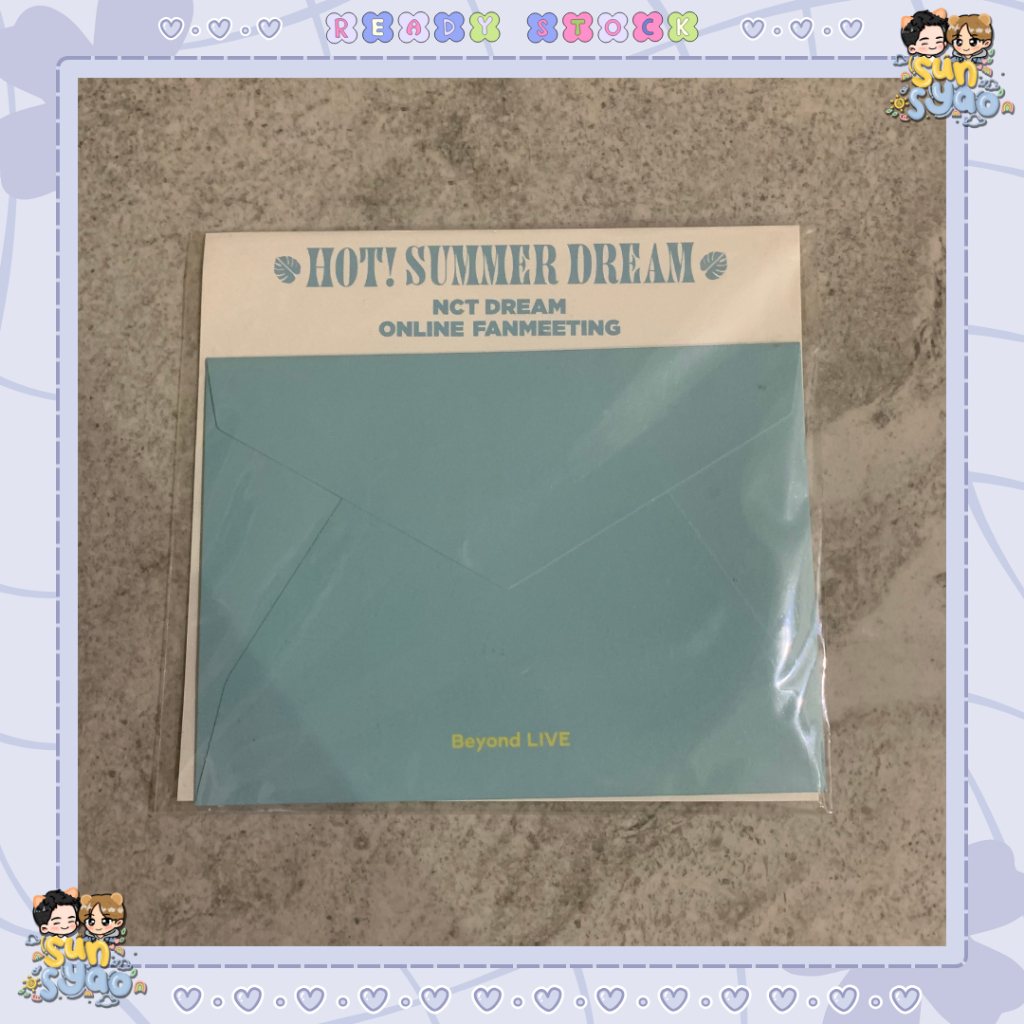 READY STOCK
sun
syao
HOT! SUMMER DREAM
NCT DREAM
ONLINE FANMEETING
Beyond LIVE
sun
syao